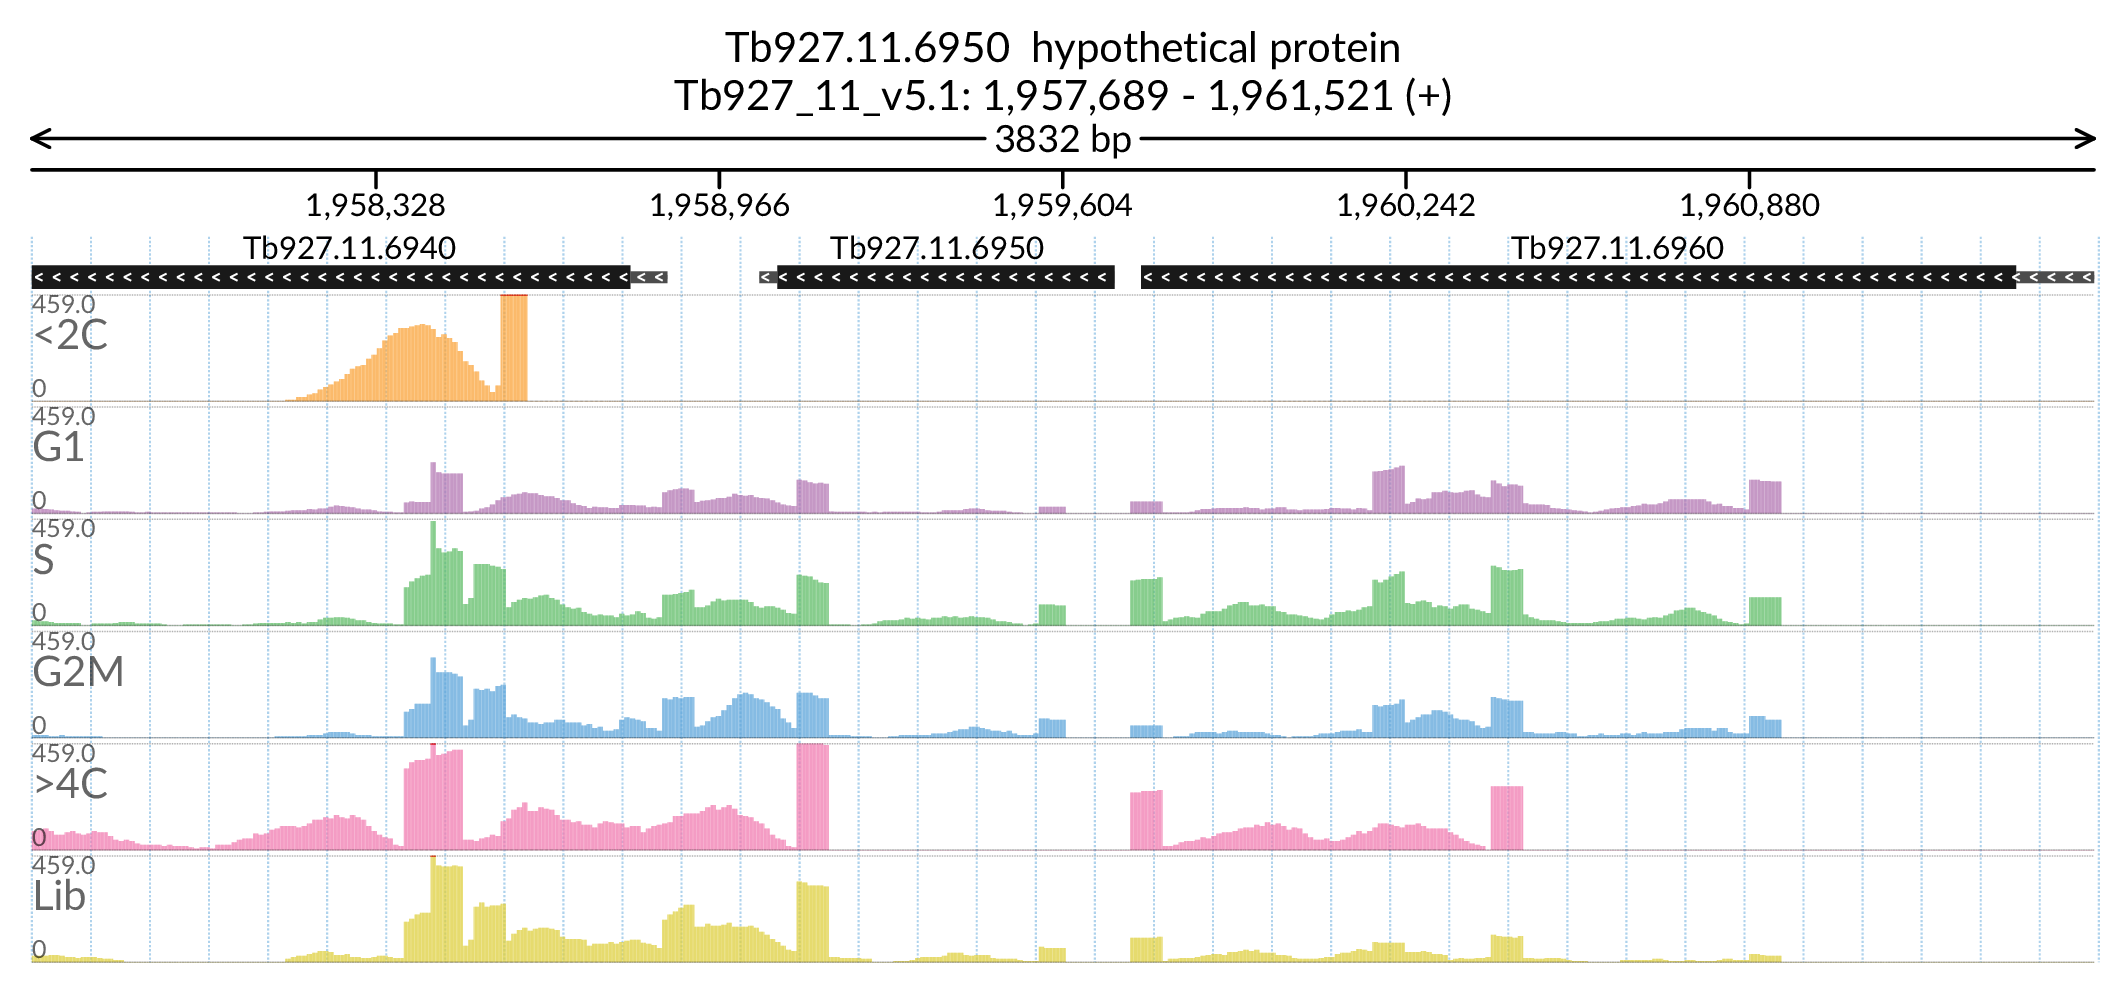 Tb927.11.6950 hypothetical protein
Tb927_11_v5.1: 1,957,689 - 1,961,521 (+)
3832 bp
1,958,328 1,958,966 1,959,604 1,960,242 1,960,880
Tb927.11.6940 Tb927.11.6950 Tb927.11.6960
459.0
<2C
0
459.0
G1
0
459.0
S
0
459.0
G2M
0
459.0
>4C
0
459.0
Lib
0